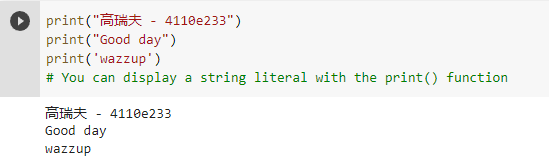 print("高瑞夫 - 4110e233")
print("Good day")
print('wazzup')
# You can display a string literal with the print() function
高瑞夫 - 4110e233
Good day
wazzup